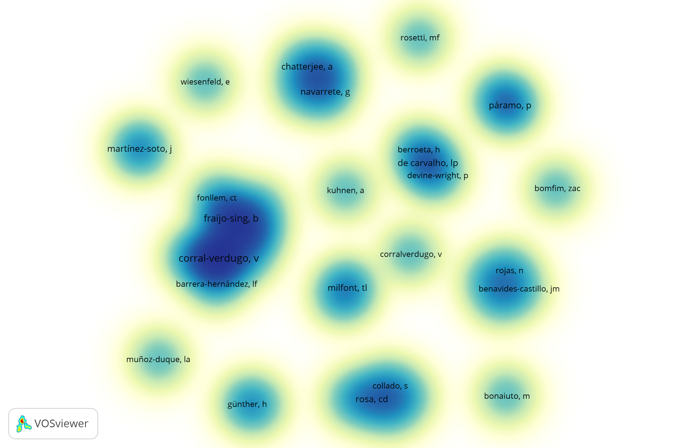 rosetti, mf
chatterjee, a
wiesenfeld, e
navarrete, g
páramo, p
martínez-soto, j
berroeta, h
de carvalho, lp
devine-wright, p
kuhnen, a
bomfim, zac
fonllem, ct
fraijo-sing, b
corral-verdugo, v
corralverdugo, v
rojas, n
barrera-hernández, lf
milfont, tl
benavides-castillo, jm
muñoz-duque, la
collado, s
rosa, cd
bonaiuto, m
günther, h
VOSviewer